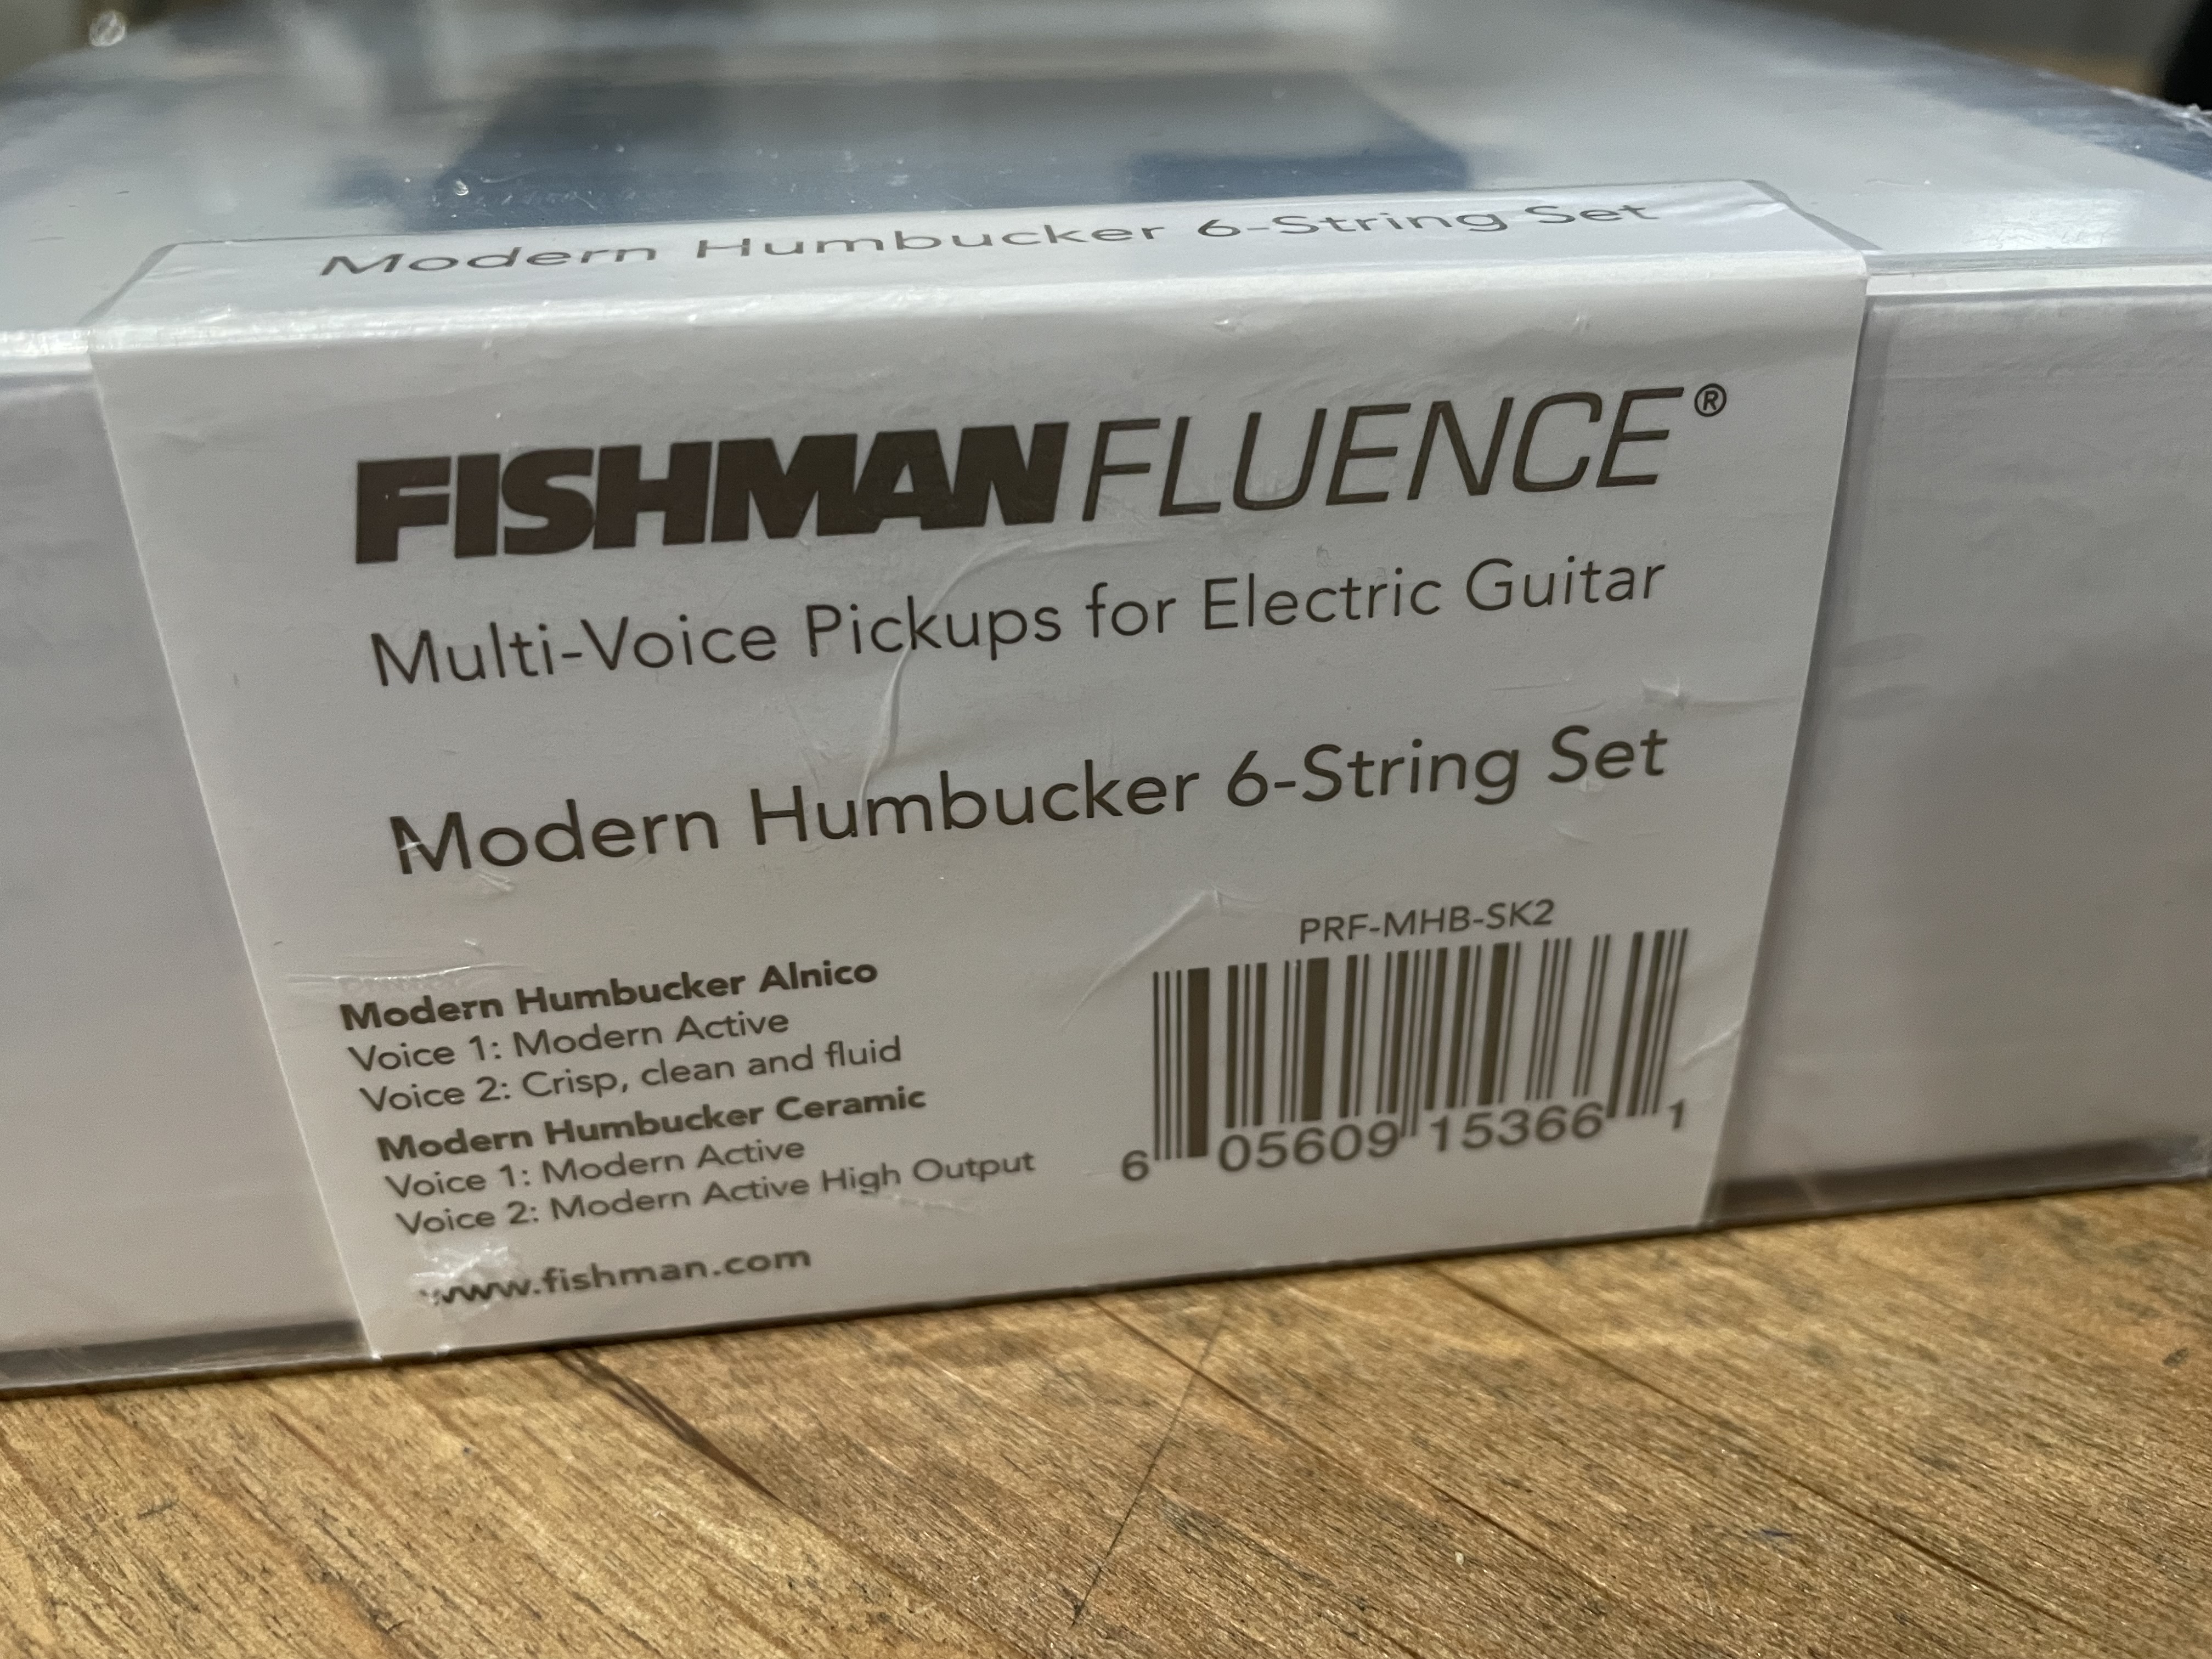 Modern Humbucker 6-String Set
FISHMAN FLUENCE®
Multi-Voice Pickups for Electric Guitar
Modern Humbucker 6-String Set
Modern Humbucker Alnico
Voice 1: Modern Active
Voice 2: Crisp, clean and fluid
Modern Humbucker Ceramic
Voice 1: Modern Active
Voice 2: Modern Active High Output
www.fishman.com
PRF-MHB-SK2
6 05609 15366 1